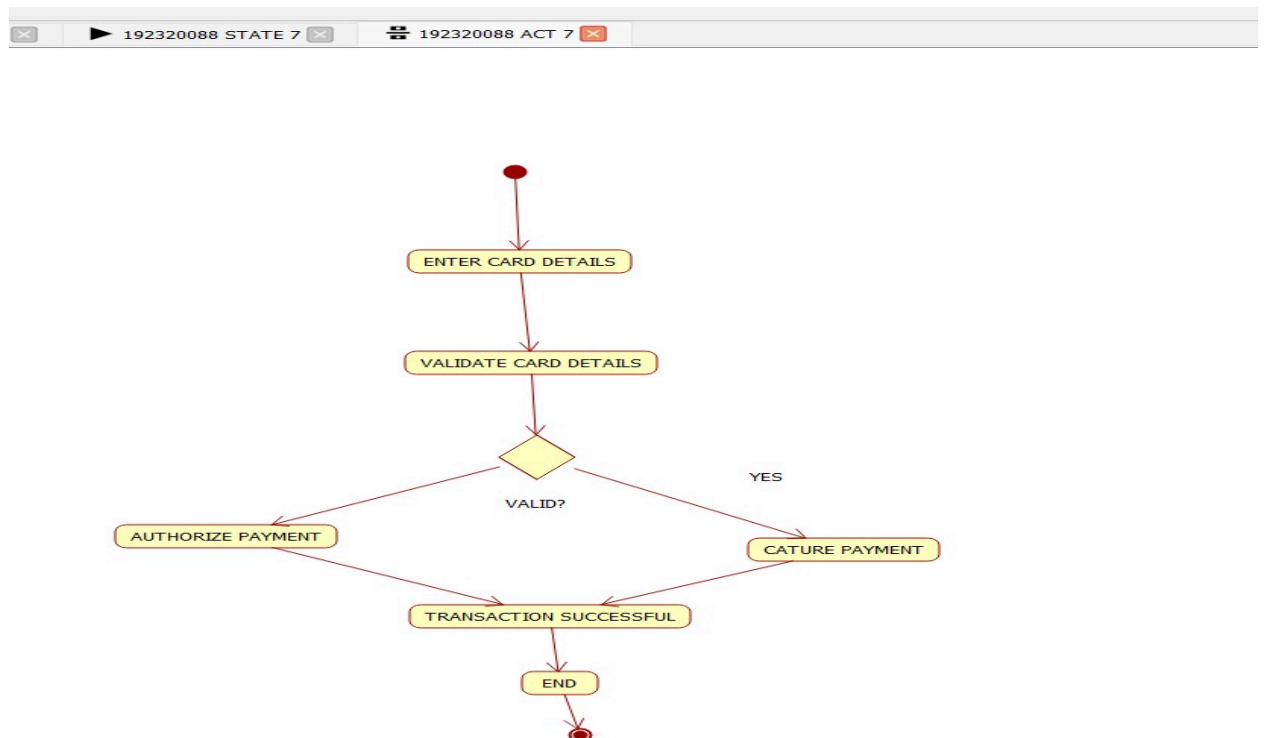 192320088 STATE 7
192320088 ACT 7
ENTER CARD DETAILS
VALIDATE CARD DETAILS
YES
VALID?
AUTHORIZE PAYMENT
CATURE PAYMENT
TRANSACTION SUCCESSFUL
END